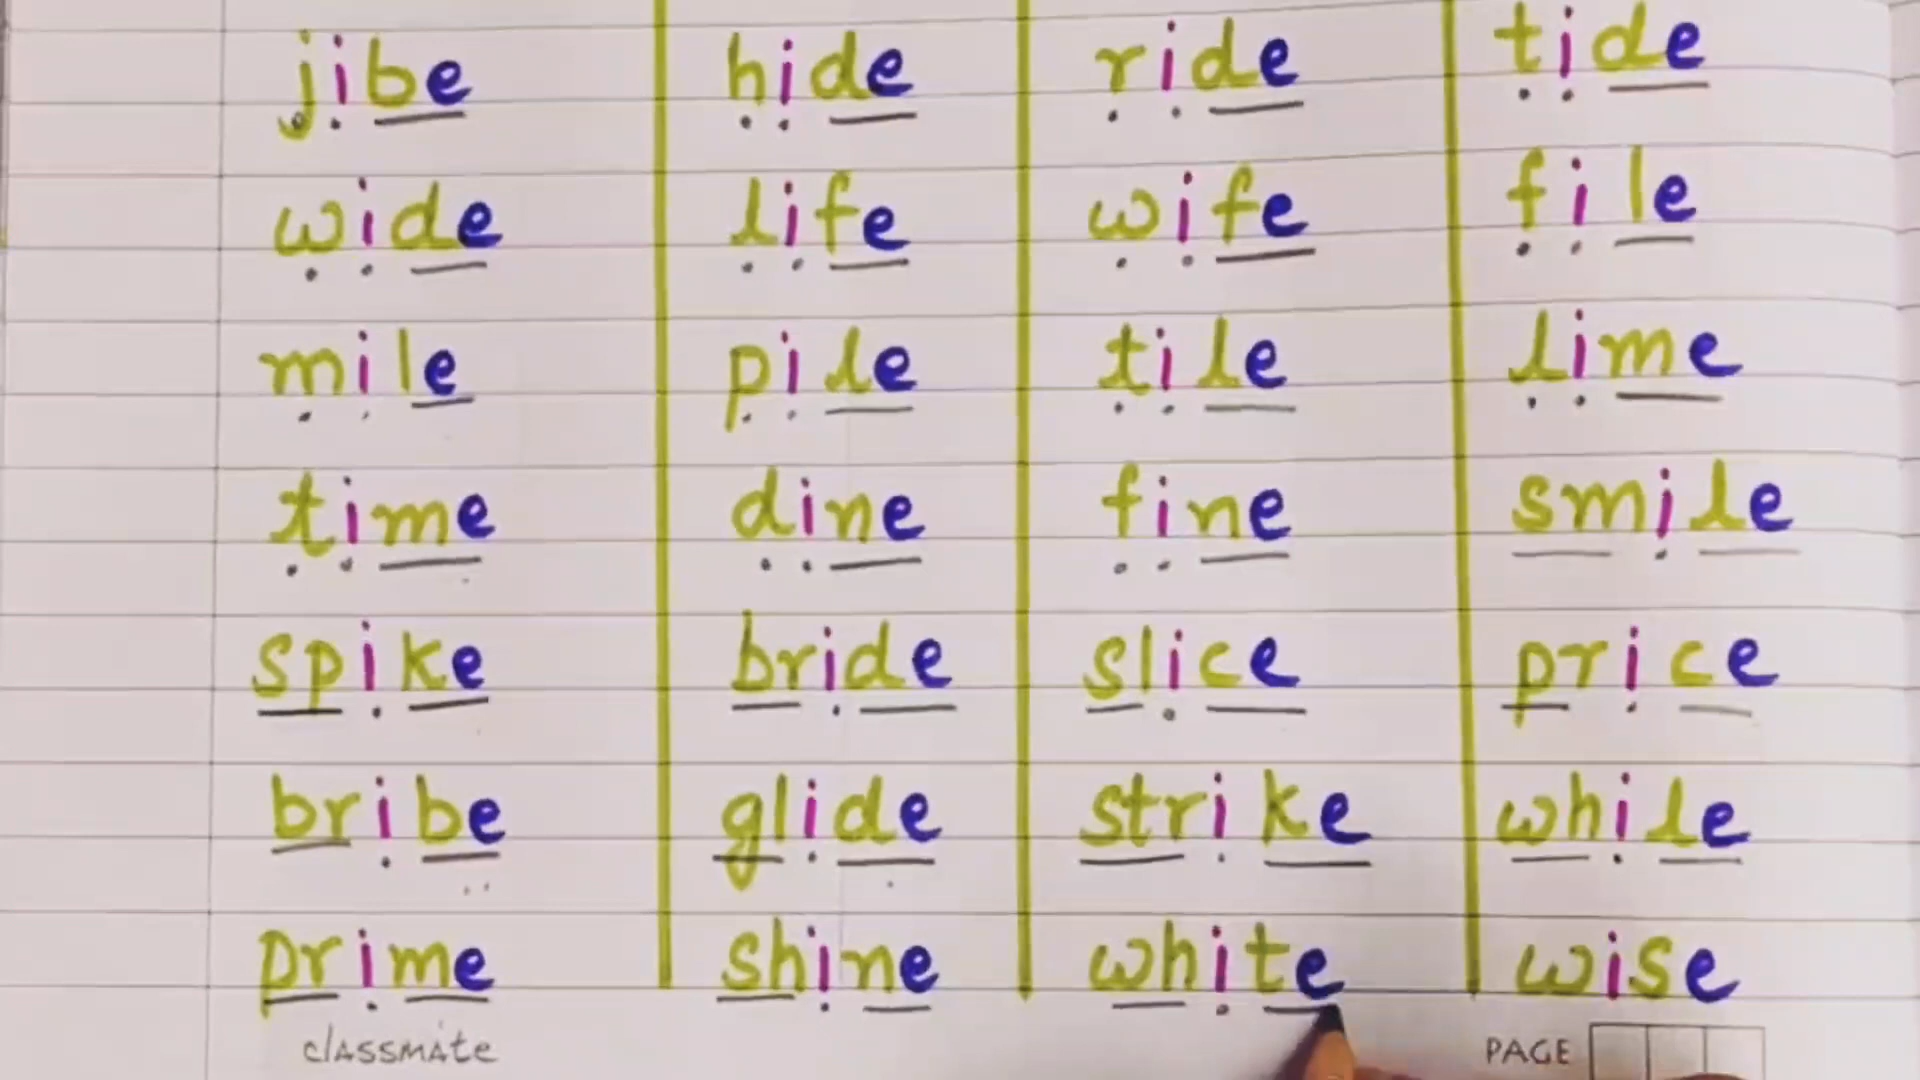 jibe hide ride tide
wide life wife file
mile pile tile lime
time dine fine smile
spike bride slice price
bribe glide strike while
prime shine white wise
classmate PAGE